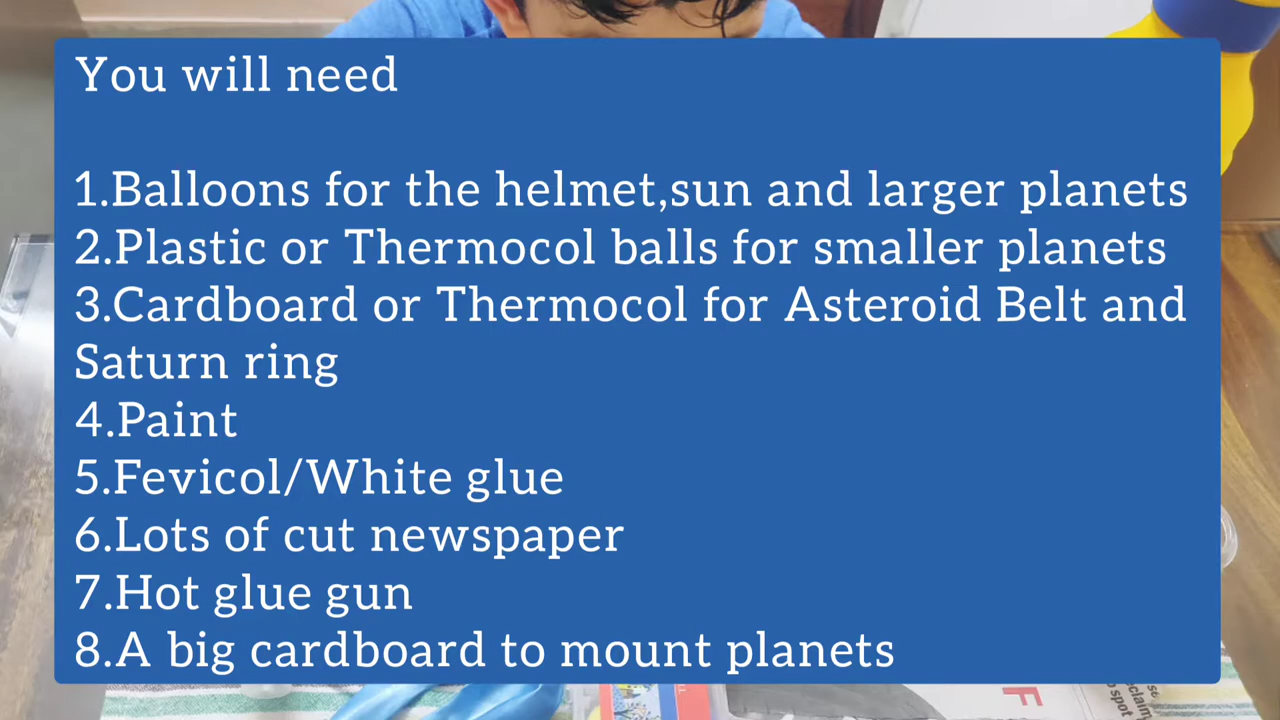 You will need
1.Balloons for the helmet,sun and larger planets
2.Plastic or Thermocol balls for smaller planets
3.Cardboard or Thermocol for Asteroid Belt and
Saturn ring
4.Paint
5.Fevicol/White glue
6.Lots of cut newspaper
7.Hot glue gun
8.A big cardboard to mount planets
F